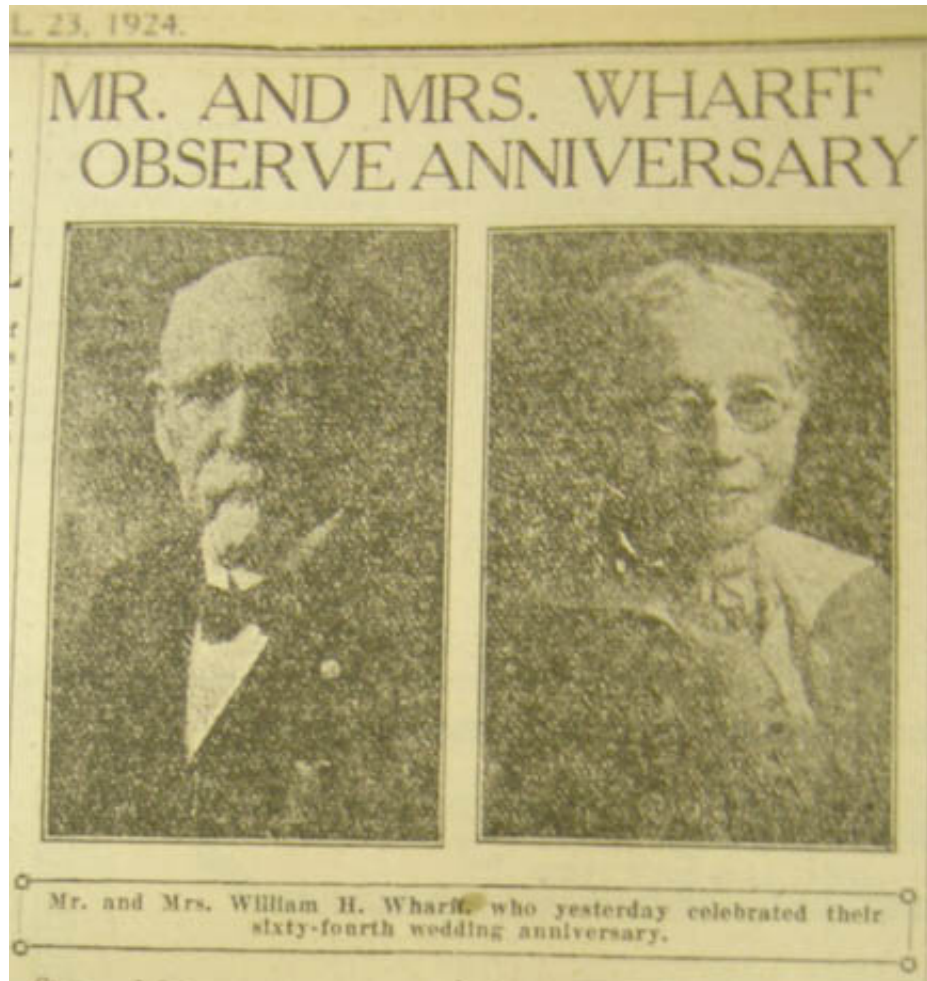 L 23, 1924.
MR. AND MRS. WHARFF
OBSERVE ANNIVERSARY
Mr. and Mrs. William H. Wharff, who yesterday celebrated their
sixty-fourth wedding anniversary.